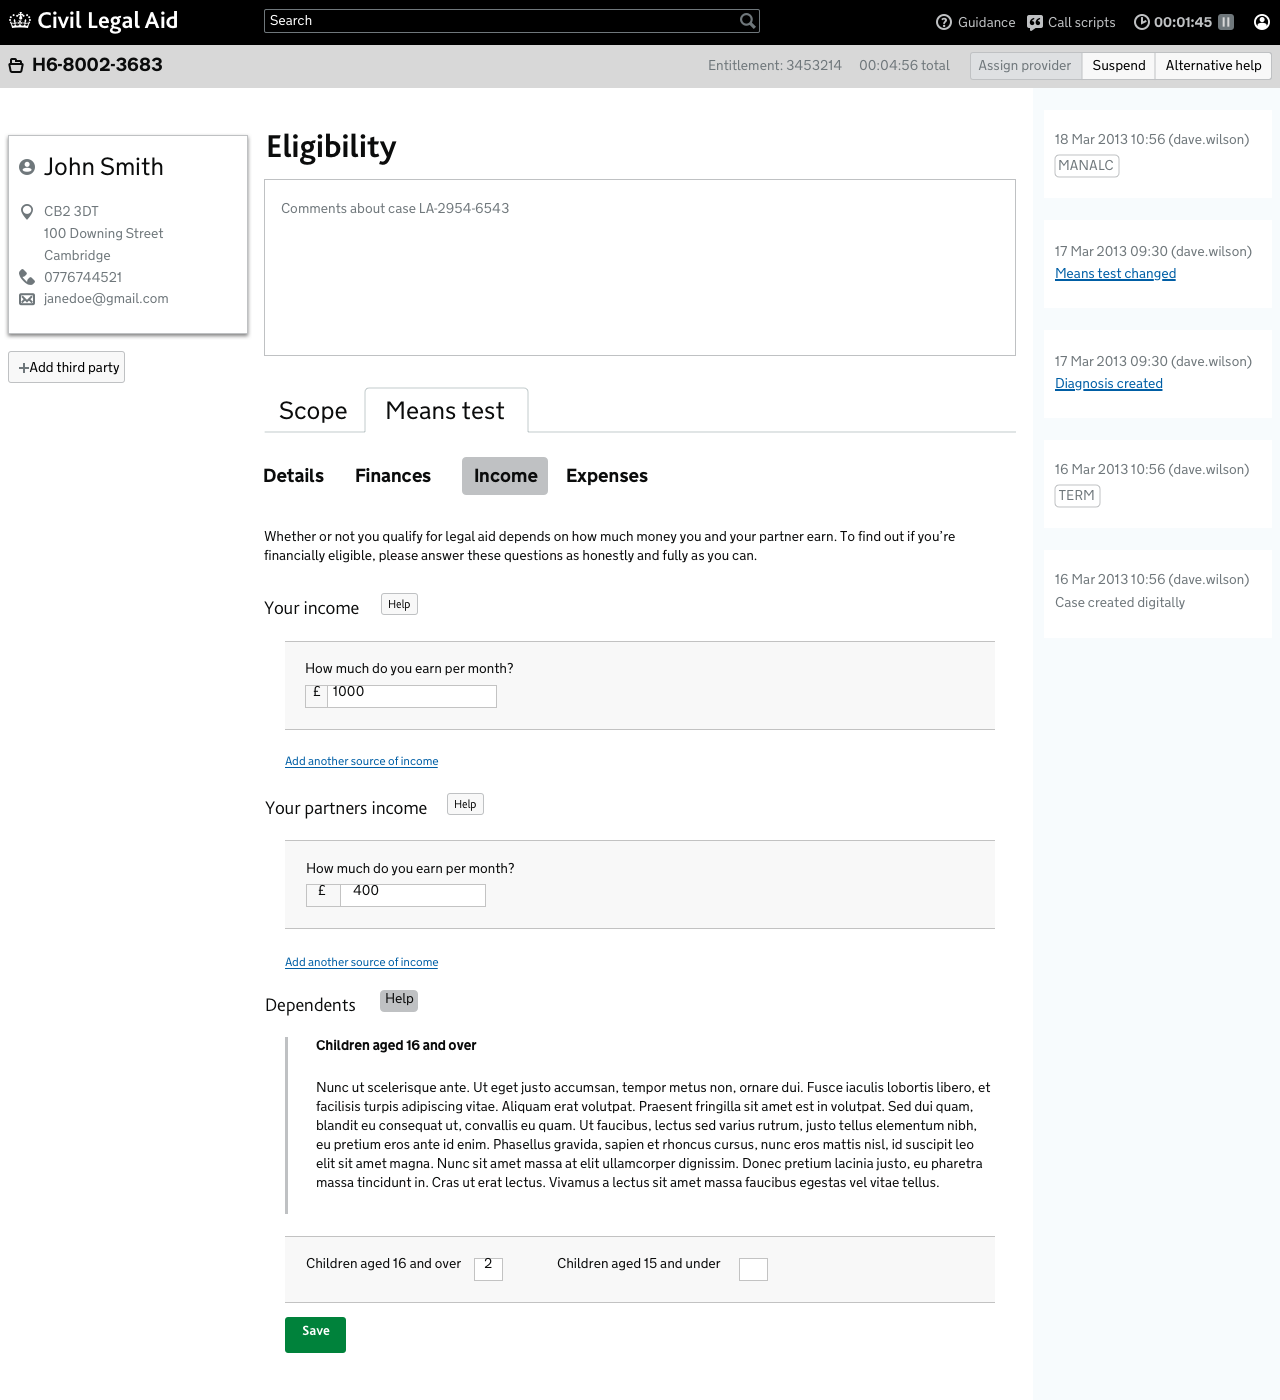 Civil Legal Aid
Search
Guidance
Call scripts
00:01:45
H6-8002-3683
Entitlement: 3453214
00:04:56 total
Assign provider
Suspend
Alternative help
John Smith
CB2 3DT
100 Downing Street
Cambridge
0776744521
janedoe@gmail.com
+Add third party
Eligibility
Comments about case LA-2954-6543
Scope
Means test
Details
Finances
Income
Expenses
Whether or not you qualify for legal aid depends on how much money you and your partner earn. To find out if you're
financially eligible, please answer these questions as honestly and fully as you can.
Your income
Help
How much do you earn per month?
£ 1000
Add another source of income
Your partners income
Help
How much do you earn per month?
£ 400
Add another source of income
Dependents
Help
Children aged 16 and over
Nunc ut scelerisque ante. Ut eget justo accumsan, tempor metus non, ornare dui. Fusce iaculis lobortis libero, et
facilisis turpis adipiscing vitae. Aliquam erat volutpat. Praesent fringilla sit amet est in volutpat. Sed dui quam,
blandit eu consequat ut, convallis eu quam. Ut faucibus, lectus sed varius rutrum, justo tellus elementum nibh,
eu pretium eros ante id enim. Phasellus gravida, sapien et rhoncus cursus, nunc eros mattis nisl, id suscipit leo
elit sit amet magna. Nunc sit amet massa at elit ullamcorper dignissim. Donec pretium lacinia justo, eu pharetra
massa tincidunt in. Cras ut erat lectus. Vivamus a lectus sit amet massa faucibus egestas vel vitae tellus.
Children aged 16 and over 2
Children aged 15 and under
Save
18 Mar 2013 10:56 (dave.wilson)
MANALC
17 Mar 2013 09:30 (dave.wilson)
Means test changed
17 Mar 2013 09:30 (dave.wilson)
Diagnosis created
16 Mar 2013 10:56 (dave.wilson)
TERM
16 Mar 2013 10:56 (dave.wilson)
Case created digitally